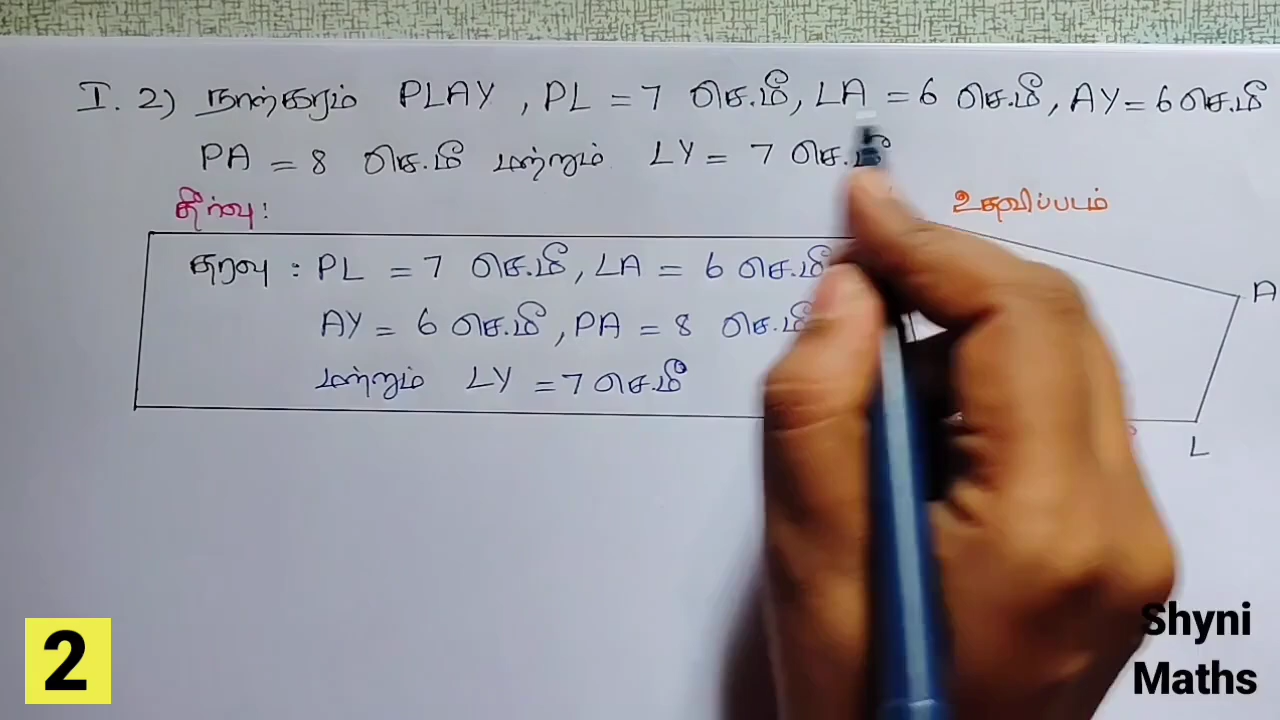 I. 2) நாற்கரம் PLAY , PL = 7 செ.மீ, LA = 6 செ.மீ, AY = 6 செ.மீ
PA = 8 செ.மீ மற்றும் LY = 7 செ.மீ
தீர்வு :
உதவிப்படம்
தரவு : PL = 7 செ.மீ, LA = 6 செ.மீ
AY = 6 செ.மீ, PA = 8 செ.மீ
மற்றும் LY = 7 செ.மீ
A
L
2
Shyni
Maths